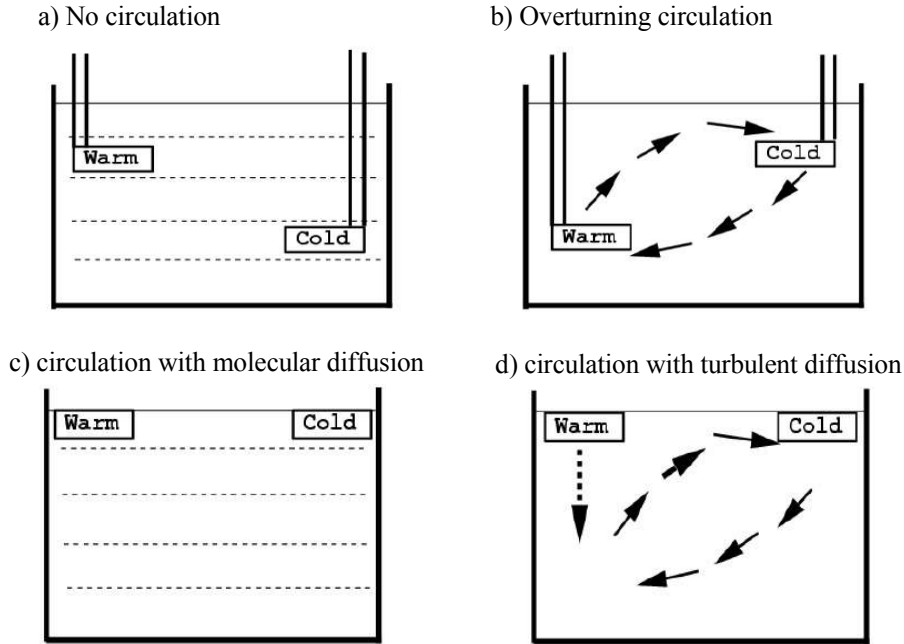 a) No circulation
b) Overturning circulation
Warm
Cold
Cold
Warm
c) circulation with molecular diffusion
d) circulation with turbulent diffusion
Warm
Cold
Warm
Cold